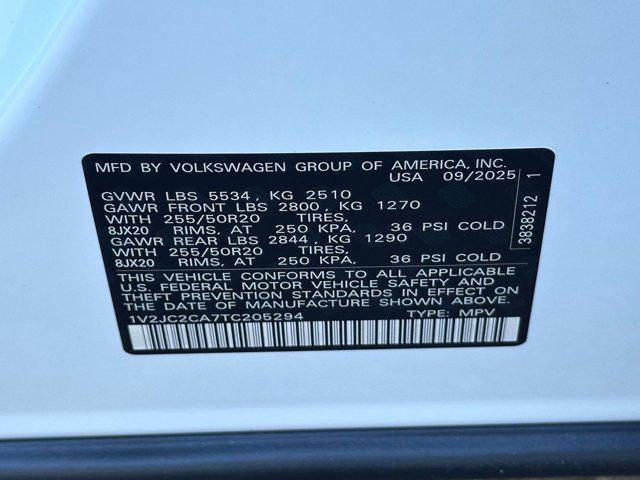 MFD BY VOLKSWAGEN GROUP OF AMERICA, INC.
USA 09/2025
GVWR LBS 5534, KG 2510
GAWR FRONT LBS 2800, KG 1270
WITH 255/50R20 TIRES,
8JX20 RIMS, AT 250 KPA, 36 PSI COLD
GAWR REAR LBS 2844, KG 1290
WITH 255/50R20 TIRES,
8JX20 RIMS, AT 250 KPA, 36 PSI COLD
THIS VEHICLE CONFORMS TO ALL APPLICABLE
U.S. FEDERAL MOTOR VEHICLE SAFETY AND
THEFT PREVENTION STANDARDS IN EFFECT ON
THE DATE OF MANUFACTURE SHOWN ABOVE.
1V2JC2CA7TC205294 TYPE: MPV
3838212 1